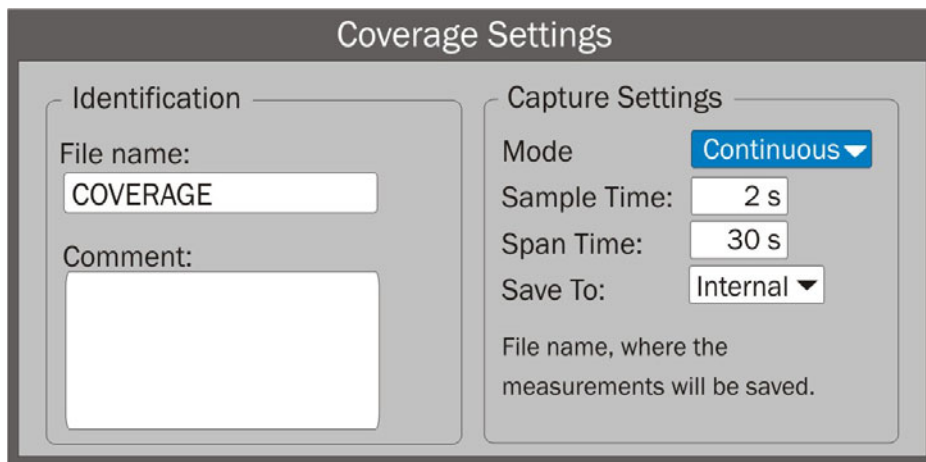 Coverage Settings
Identification
File name:
COVERAGE
Comment:
Capture Settings
Mode Continuous
Sample Time: 2 s
Span Time: 30 s
Save To: Internal
File name, where the
measurements will be saved.